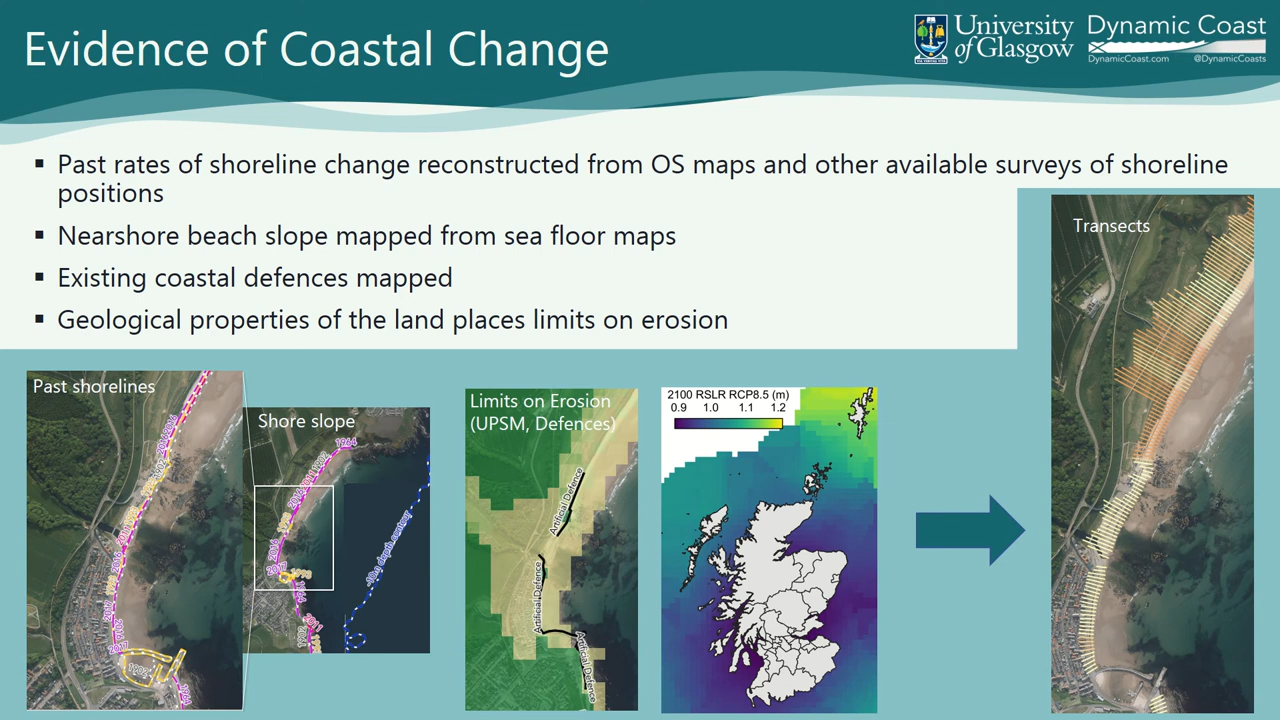 Evidence of Coastal Change
University
of Glasgow
Dynamic Coast
DynamicCoast.com @DynamicCoasts
▪ Past rates of shoreline change reconstructed from OS maps and other available surveys of shoreline
positions
▪ Nearshore beach slope mapped from sea floor maps
▪ Existing coastal defences mapped
▪ Geological properties of the land places limits on erosion
Transects
Past shorelines
Shore slope
Limits on Erosion
(UPSM, Defences)
2100 RSLR RCP8.5 (m)
0.9 1.0 1.1 1.2
1964
2011
2017
1902
Artificial Defence
Artificial Defence
Artificial Defence